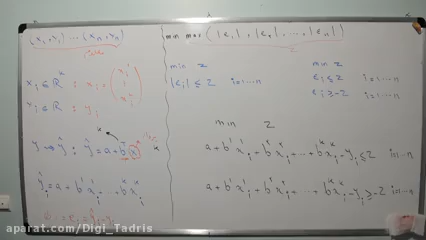 (x₁, y₁) ... (xₙ, yₙ)
xᵢ ∈ ℝᵏ : xᵢ =
yᵢ ∈ ℝ : yᵢ
ŷᵢ = a + b¹xᵢ¹ + ... + bᵏxᵢᵏ
min max { |ε₁|, |ε₂|, ..., |εₙ| }
min z
|εᵢ| ≤ z i=1...n
min z
εᵢ ≤ z i=1...n
εᵢ ≥ -z i=1...n
min z
a + b¹xᵢ¹ + b²xᵢ² + ... + bᵏxᵢᵏ - yᵢ ≤ z i=1...n
a + b¹xᵢ¹ + b²xᵢ² + ... + bᵏxᵢᵏ - yᵢ ≥ -z i=1...n
aparat.com/Digi_Tadris